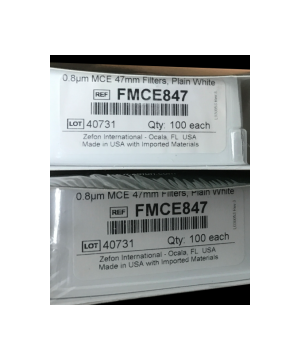 0.8µm MCE 47mm Filters, Plain White
REF FMCE847
LOT 40731 Qty: 100 each
Zefon International - Ocala, FL USA
Made in USA with Imported Materials
0.8µm MCE 47mm Filters, Plain White
REF FMCE847
LOT 40731 Qty: 100 each
Zefon International - Ocala, FL USA
Made in USA with Imported Materials